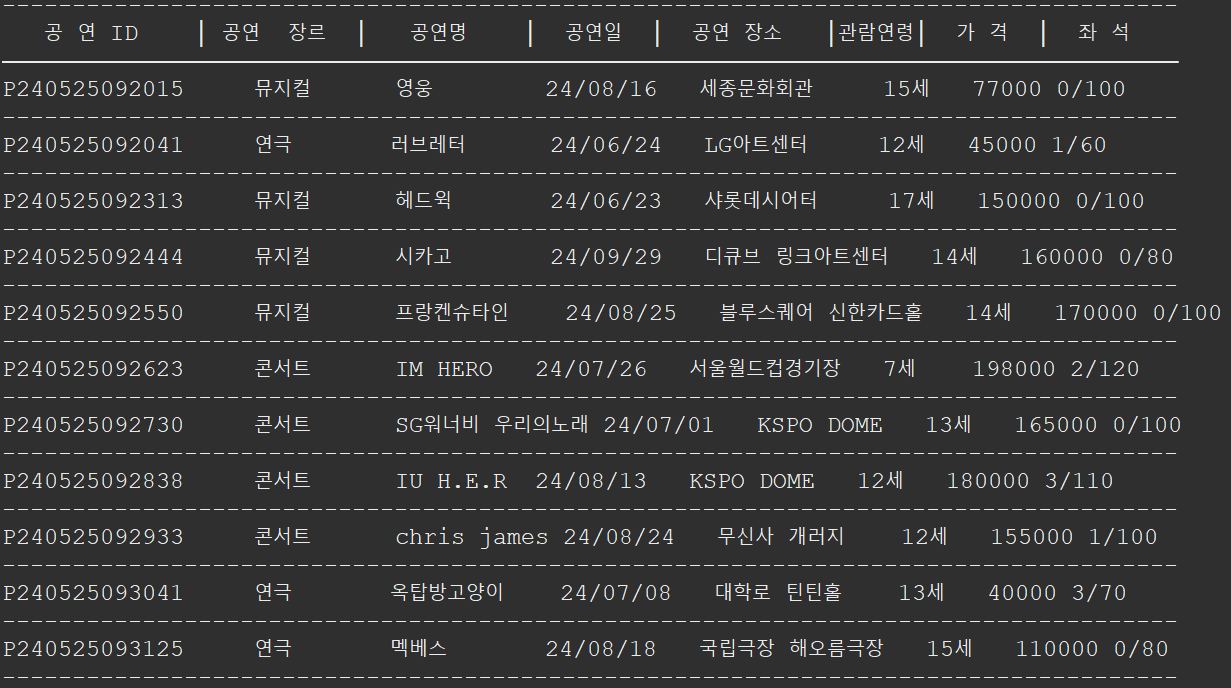 공 연 ID | 공연 장르 | 공연명 | 공연일 | 공연 장소 |관람연령| 가 격 | 좌 석
P240525092015 뮤지컬 영웅 24/08/16 세종문화회관 15세 77000 0/100
P240525092041 연극 러브레터 24/06/24 LG아트센터 12세 45000 1/60
P240525092313 뮤지컬 헤드윅 24/06/23 샤롯데시어터 17세 150000 0/100
P240525092444 뮤지컬 시카고 24/09/29 디큐브 링크아트센터 14세 160000 0/80
P240525092550 뮤지컬 프랑켄슈타인 24/08/25 블루스퀘어 신한카드홀 14세 170000 0/100
P240525092623 콘서트 IM HERO 24/07/26 서울월드컵경기장 7세 198000 2/120
P240525092730 콘서트 SG워너비 우리의노래 24/07/01 KSPO DOME 13세 165000 0/100
P240525092838 콘서트 IU H.E.R 24/08/13 KSPO DOME 12세 180000 3/110
P240525092933 콘서트 chris james 24/08/24 무신사 개러지 12세 155000 1/100
P240525093041 연극 옥탑방고양이 24/07/08 대학로 틴틴홀 13세 40000 3/70
P240525093125 연극 멕베스 24/08/18 국립극장 해오름극장 15세 110000 0/80